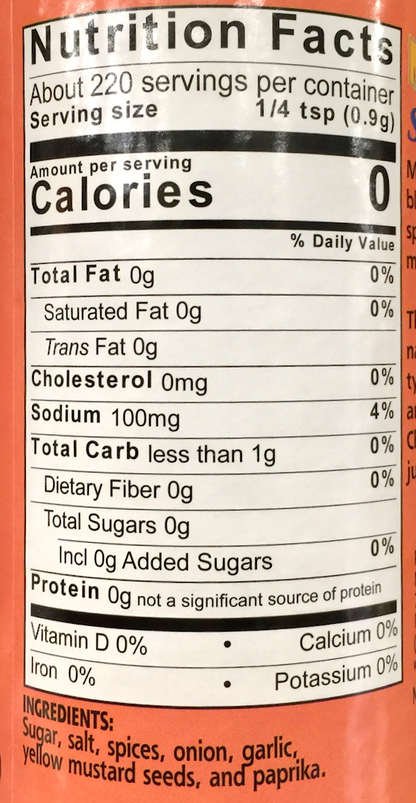 Nutrition Facts
About 220 servings per container
Serving size 1/4 tsp (0.9g)
Amount per serving
Calories 0
% Daily Value
Total Fat 0g 0%
Saturated Fat 0g 0%
Trans Fat 0g
Cholesterol 0mg 0%
Sodium 100mg 4%
Total Carb less than 1g 0%
Dietary Fiber 0g 0%
Total Sugars 0g
Incl 0g Added Sugars 0%
Protein 0g not a significant source of protein
Vitamin D 0% • Calcium 0%
Iron 0% • Potassium 0%
INGREDIENTS:
Sugar, salt, spices, onion, garlic,
yellow mustard seeds, and paprika.